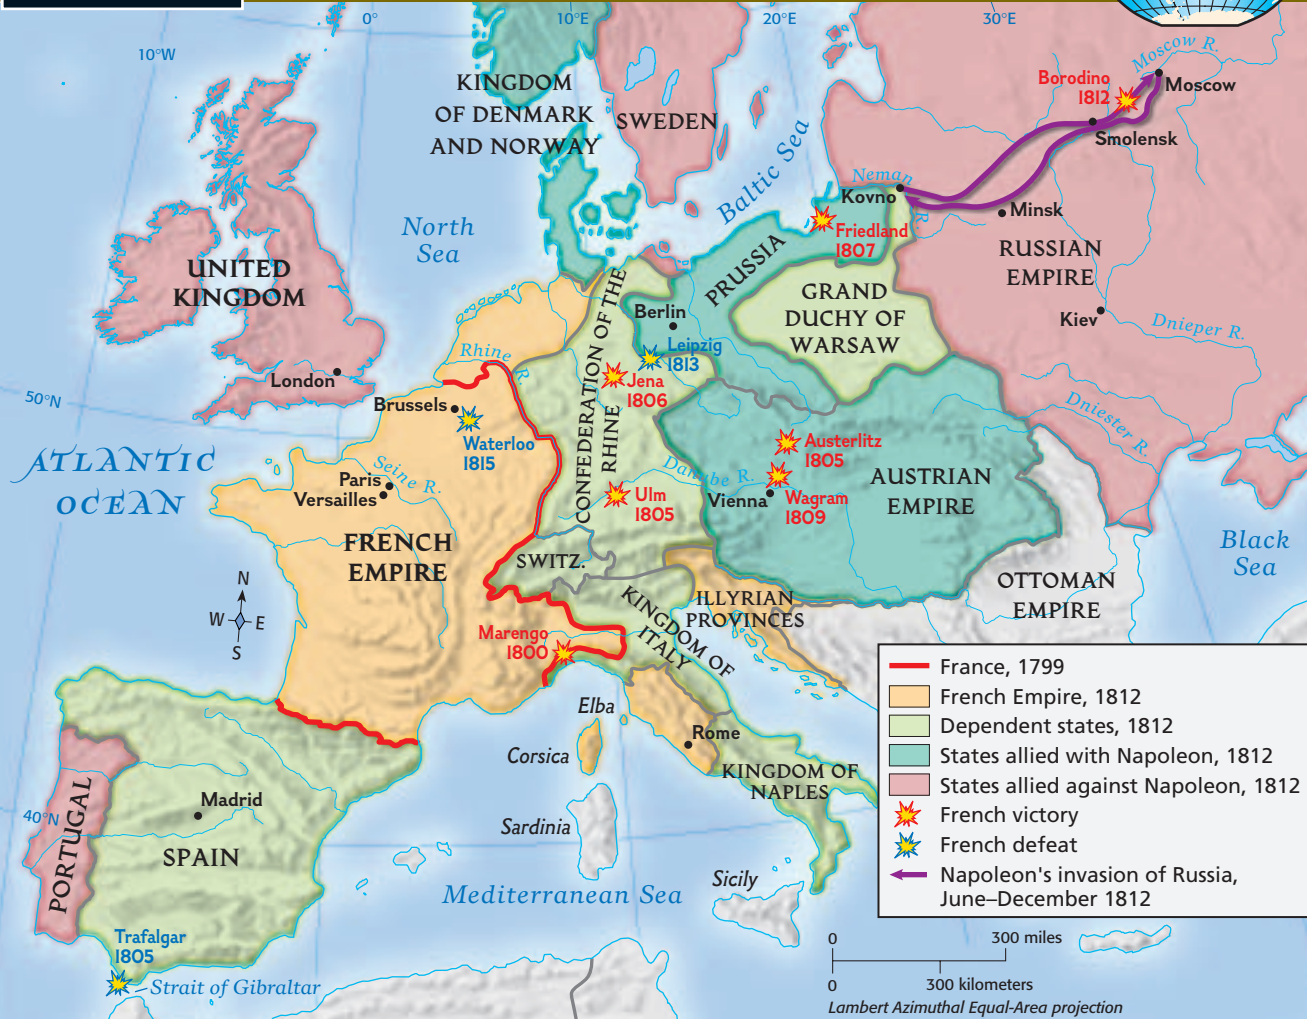 0°
10°E
20°E
30°E
10°W
50°N
40°N
KINGDOM
OF DENMARK
AND NORWAY
SWEDEN
Baltic Sea
North
Sea
UNITED
KINGDOM
London
Borodino
1812
Moscow R.
Moscow
Smolensk
Neman
R.
Kovno
Minsk
Friedland
1807
RUSSIAN
EMPIRE
PRUSSIA
GRAND
DUCHY OF
WARSAW
Kiev
Dnieper R.
Dniester R.
Berlin
Leipzig
1813
Jena
1806
CONFEDERATION OF THE
RHINE
Rhine
R.
Brussels
Waterloo
1815
ATLANTIC
OCEAN
Paris
Versailles
Seine R.
FRENCH
EMPIRE
Ulm
1805
Danube R.
Austerlitz
1805
Vienna
Wagram
1809
AUSTRIAN
EMPIRE
Black
Sea
OTTOMAN
EMPIRE
SWITZ.
KINGDOM OF
ITALY
ILLYRIAN
PROVINCES
Marengo
1800
N
W
E
S
Elba
Corsica
Rome
KINGDOM OF
NAPLES
Sardinia
Sicily
Mediterranean Sea
PORTUGAL
Madrid
SPAIN
Trafalgar
1805
Strait of Gibraltar
France, 1799
French Empire, 1812
Dependent states, 1812
States allied with Napoleon, 1812
States allied against Napoleon, 1812
French victory
French defeat
Napoleon's invasion of Russia,
June–December 1812
0
300 miles
0
300 kilometers
Lambert Azimuthal Equal-Area projection